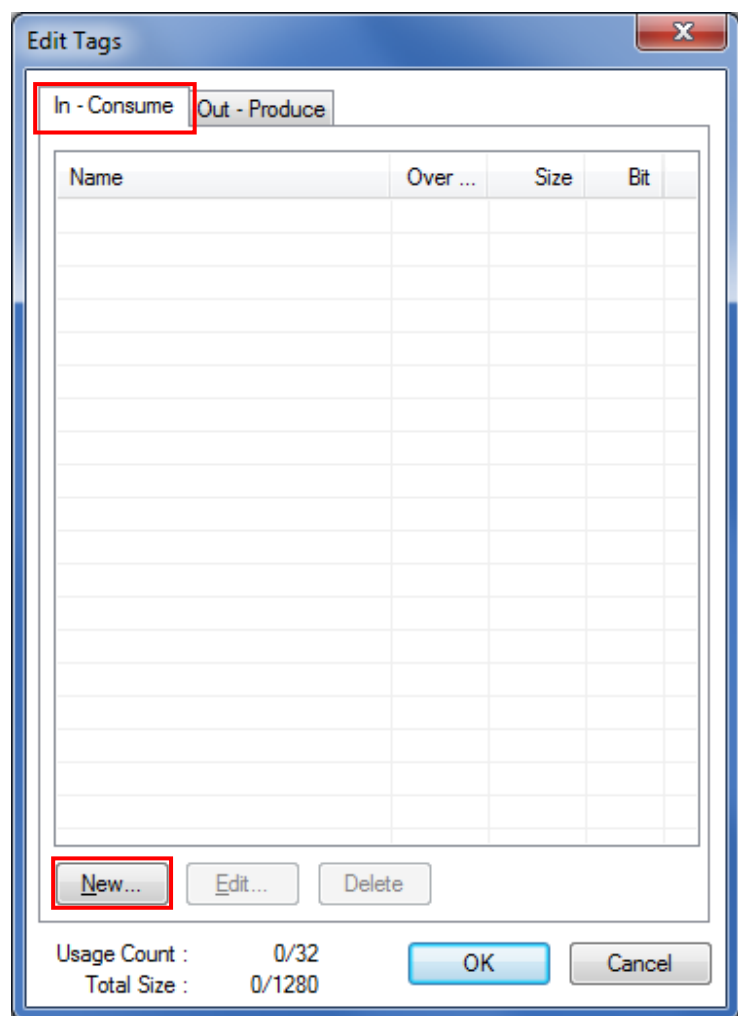 Edit Tags
x
In - Consume Out - Produce
Name Over ... Size Bit
New... Edit... Delete
Usage Count : 0/32
Total Size : 0/1280
OK Cancel